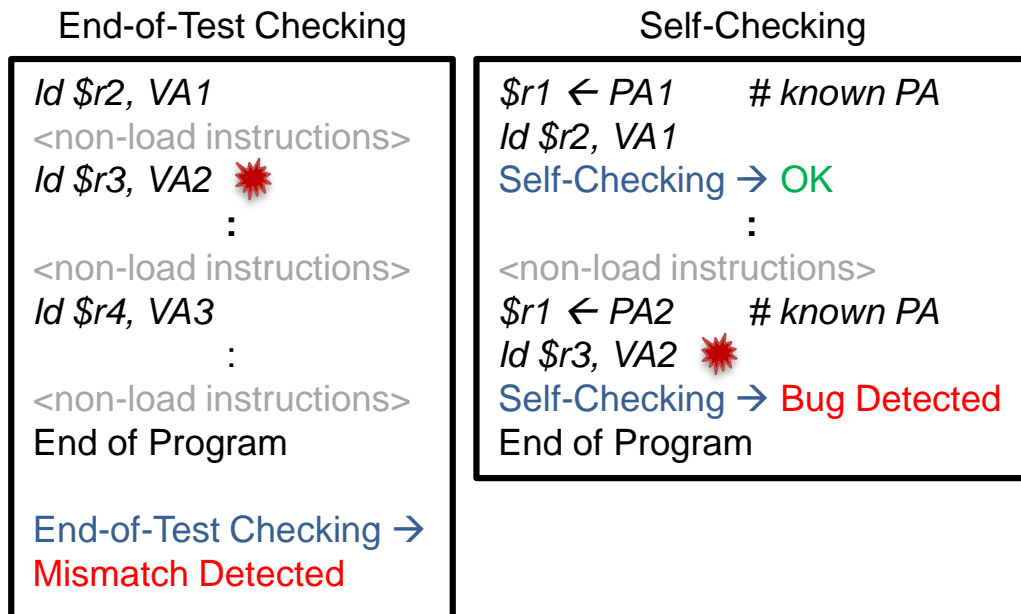 End-of-Test Checking
ld $r2, VA1
<non-load instructions>
ld $r3, VA2
:
<non-load instructions>
ld $r4, VA3
:
<non-load instructions>
End of Program
End-of-Test Checking →
Mismatch Detected
Self-Checking
$r1 ← PA1 # known PA
ld $r2, VA1
Self-Checking → OK
:
<non-load instructions>
$r1 ← PA2 # known PA
ld $r3, VA2
Self-Checking → Bug Detected
End of Program